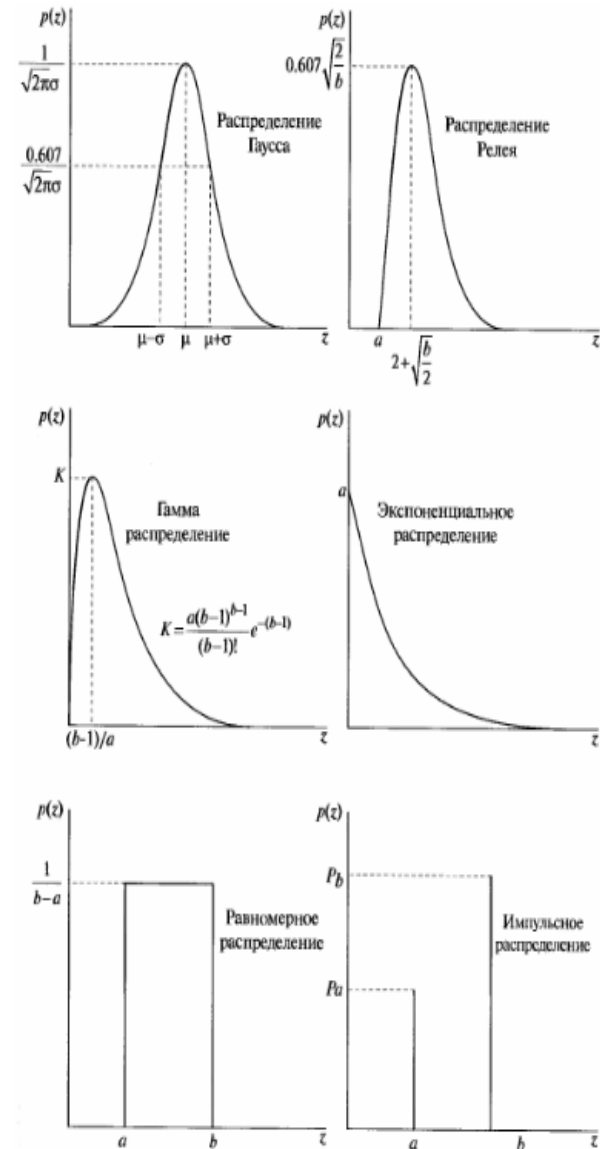 p(z)
1
√2πσ
0.607
√2πσ
Распределение
Гаусса
μ−σ μ μ+σ z
p(z)
0.607√2/b
Распределение
Релея
a
2+√b/2
z
p(z)
K
Гамма
распределение
K=a(b−1)^b−1/(b−1)! e^−(b−1)
(b-1)/a z
p(z)
a
Экспоненциальное
распределение
z
p(z)
1
b−a
Равномерное
распределение
a b z
p(z)
P_b
Pa
Импульсное
распределение
a b z